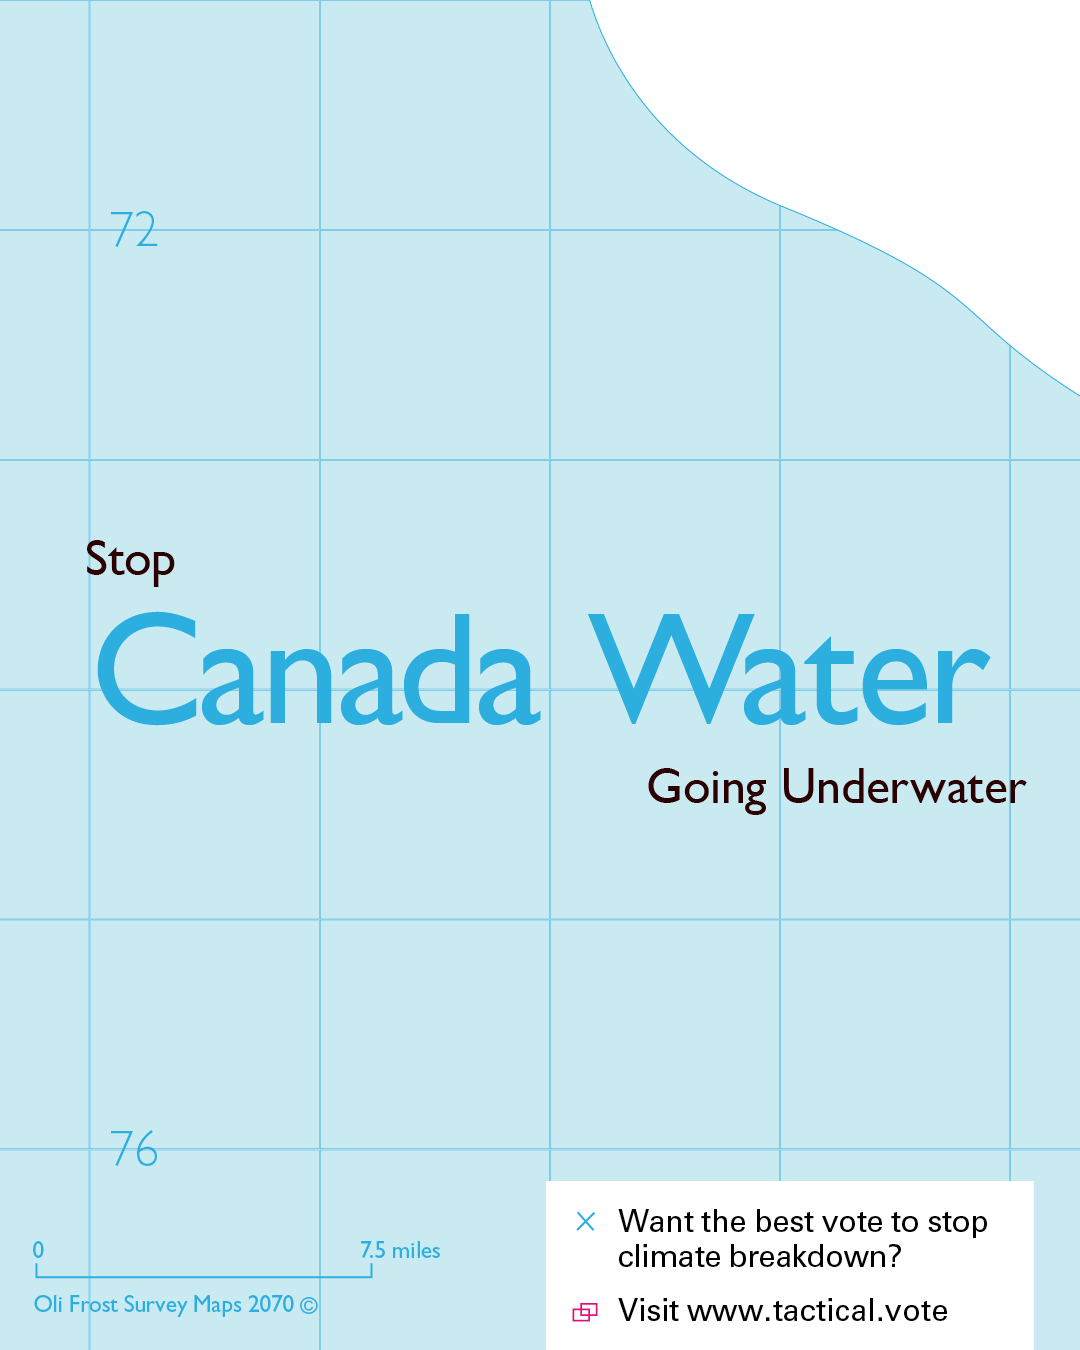 72
Stop
Canada Water
Going Underwater
76
0 7.5 miles
Oli Frost Survey Maps 2070 ©
Want the best vote to stop
climate breakdown?
Visit www.tactical.vote